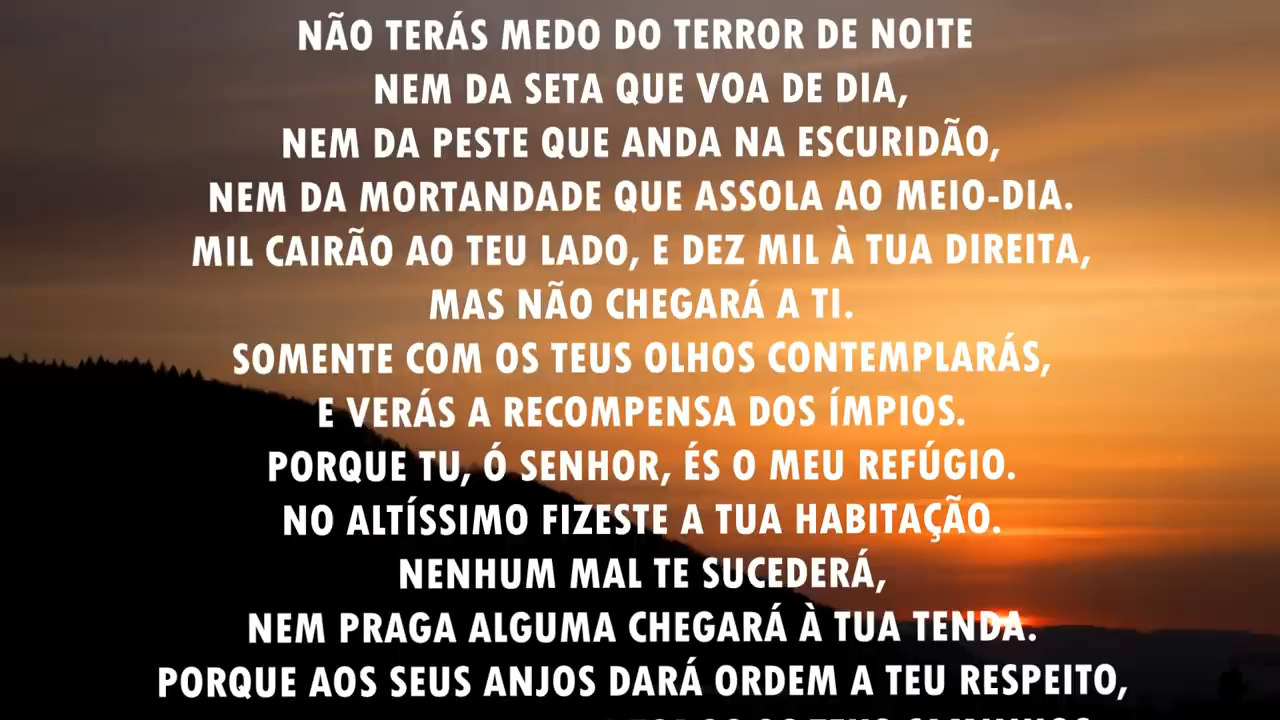 NÃO TERÁS MEDO DO TERROR DE NOITE
NEM DA SETA QUE VOA DE DIA,
NEM DA PESTE QUE ANDA NA ESCURIDÃO,
NEM DA MORTANDADE QUE ASSOLA AO MEIO-DIA.
MIL CAIRÃO AO TEU LADO, E DEZ MIL À TUA DIREITA,
MAS NÃO CHEGARÁ A TI.
SOMENTE COM OS TEUS OLHOS CONTEMPLARÁS,
E VERÁS A RECOMPENSA DOS ÍMPIOS.
PORQUE TU, Ó SENHOR, ÉS O MEU REFÚGIO.
NO ALTÍSSIMO FIZESTE A TUA HABITAÇÃO.
NENHUM MAL TE SUCEDERÁ,
NEM PRAGA ALGUMA CHEGARÁ À TUA TENDA.
PORQUE AOS SEUS ANJOS DARÁ ORDEM A TEU RESPEITO,